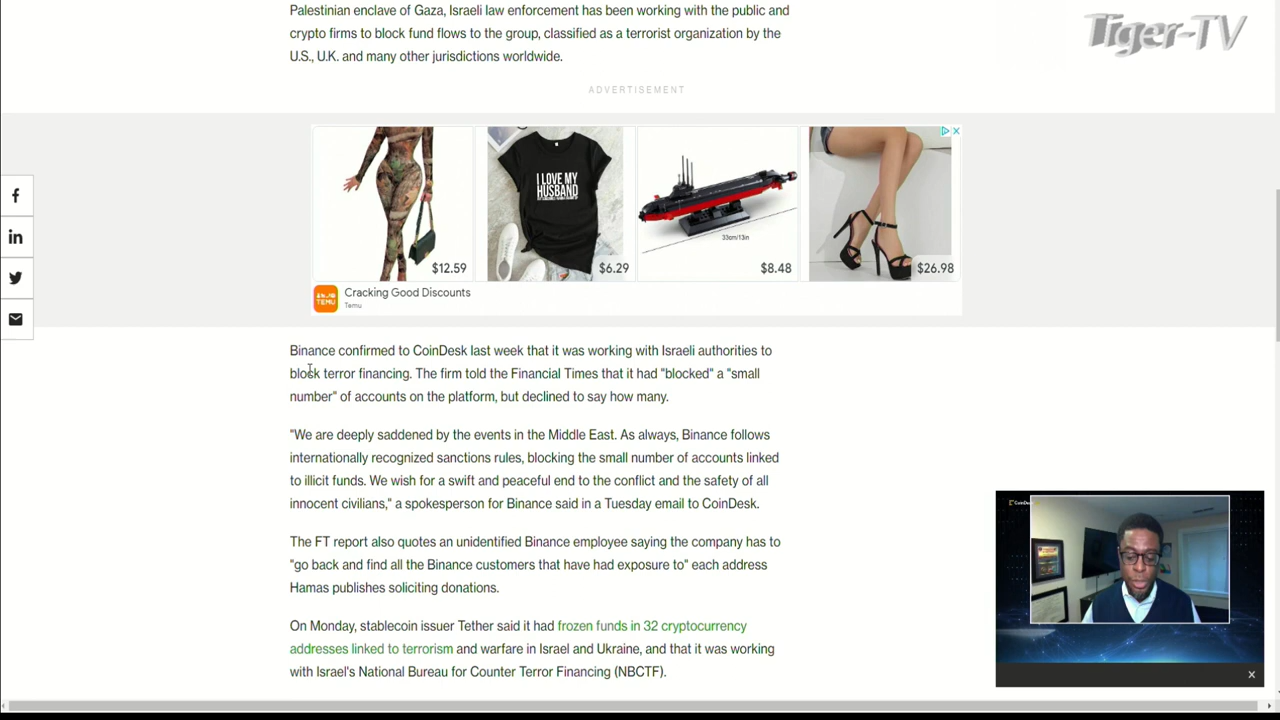 Palestinian enclave of Gaza, Israeli law enforcement has been working with the public and
crypto firms to block fund flows to the group, classified as a terrorist organization by the
U.S., U.K. and many other jurisdictions worldwide.
Tiger-TV
ADVERTISEMENT
I LOVE MY
HUSBAND
33cm/13in
$12.59
$6.29
$8.48
$26.98
TEMU
Cracking Good Discounts
Temu
Binance confirmed to CoinDesk last week that it was working with Israeli authorities to
block terror financing. The firm told the Financial Times that it had "blocked" a "small
number" of accounts on the platform, but declined to say how many.
"We are deeply saddened by the events in the Middle East. As always, Binance follows
internationally recognized sanctions rules, blocking the small number of accounts linked
to illicit funds. We wish for a swift and peaceful end to the conflict and the safety of all
innocent civilians," a spokesperson for Binance said in a Tuesday email to CoinDesk.
The FT report also quotes an unidentified Binance employee saying the company has to
"go back and find all the Binance customers that have had exposure to" each address
Hamas publishes soliciting donations.
On Monday, stablecoin issuer Tether said it had frozen funds in 32 cryptocurrency
addresses linked to terrorism and warfare in Israel and Ukraine, and that it was working
with Israel's National Bureau for Counter Terror Financing (NBCTF).